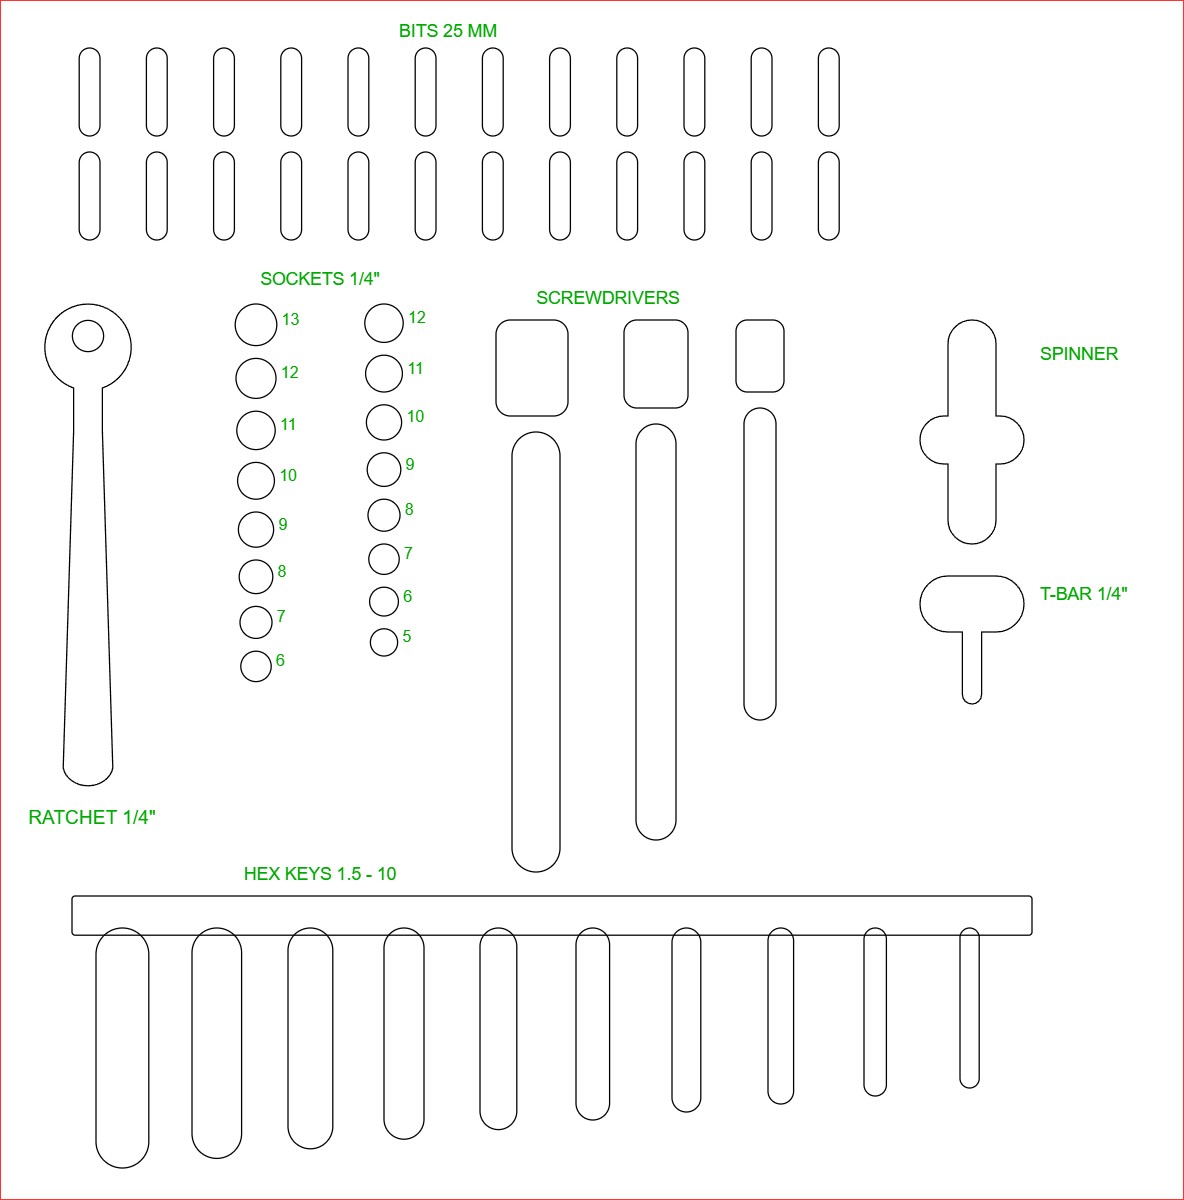 BITS 25 MM
SOCKETS 1/4"
SCREWDRIVERS
13
12
12
11
11
10
10
9
9
8
8
7
7
6
6
5
SPINNER
T-BAR 1/4"
RATCHET 1/4"
HEX KEYS 1.5 - 10